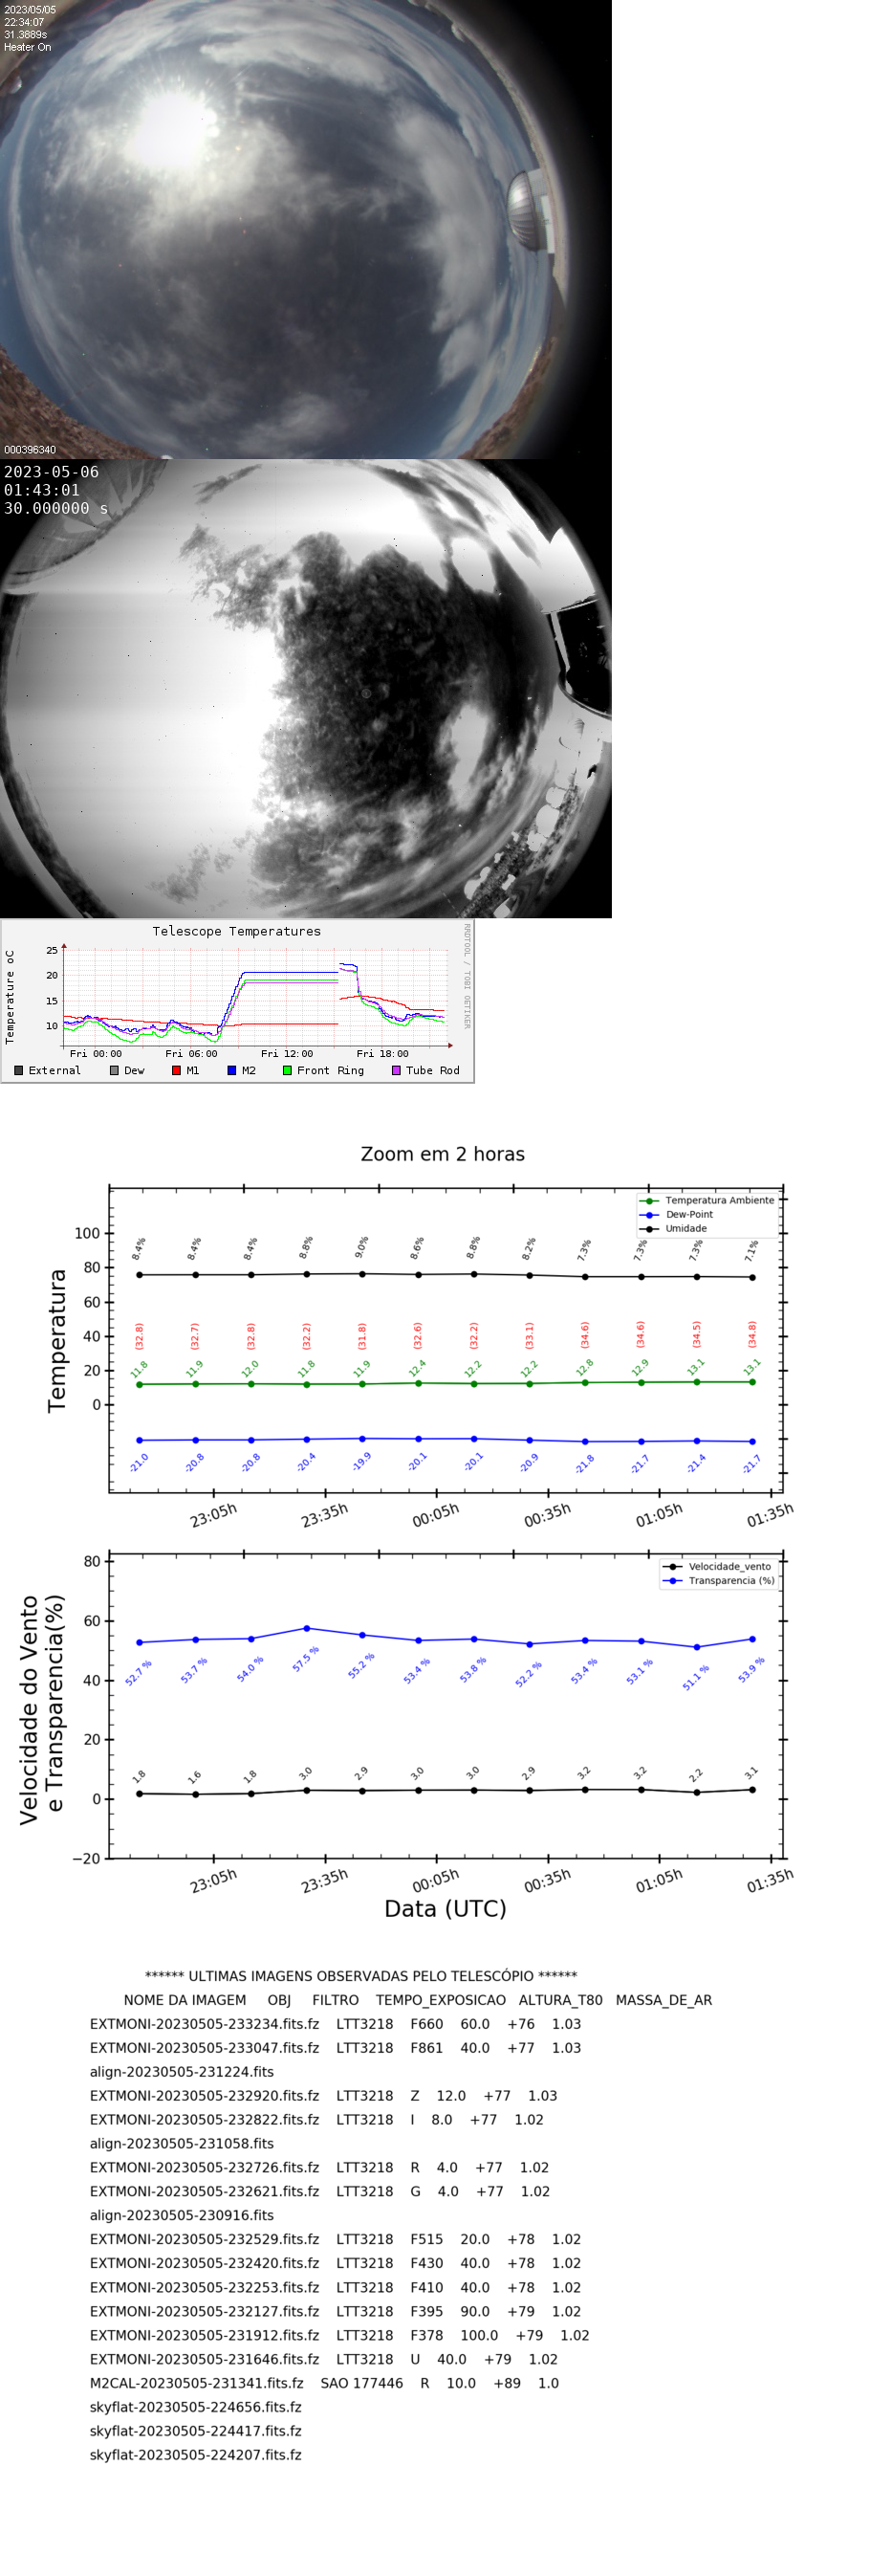 2023/05/05
22:34:07
31.3889s
Heater On
000396340
2023-05-06
01:43:01
30.000000 s
Telescope Temperatures
RRDTOOL / TOBI OETIKER
Temperature oC
25
20
15
10
Fri 00:00 Fri 06:00 Fri 12:00 Fri 18:00
External Dew M1 M2 Front Ring Tube Rod
Zoom em 2 horas
Temperatura Ambiente
Dew-Point
Umidade
Temperatura
100
80
60
40
20
0
8.4% 8.4% 8.4% 8.8% 9.0% 8.6% 8.8% 8.2% 7.3% 7.3% 7.3% 7.1%
(32.8) (32.7) (32.8) (32.2) (31.8) (32.6) (32.2) (33.1) (34.6) (34.6) (34.5) (34.8)
11.8 11.9 12.0 11.8 11.9 12.4 12.2 12.2 12.8 12.9 13.1 13.1
-21.0 -20.8 -20.8 -20.4 -19.9 -20.1 -20.1 -20.9 -21.8 -21.7 -21.4 -21.7
23:05h 23:35h 00:05h 00:35h 01:05h 01:35h
Velocidade_vento
Transparencia (%)
Velocidade do Vento
e Transparencia(%)
80
60
40
20
0
−20
52.7 % 53.7 % 54.0 % 57.5 % 55.2 % 53.4 % 53.8 % 52.2 % 53.4 % 53.1 % 51.1 % 53.9 %
1.8 1.6 1.8 3.0 2.9 3.0 3.0 2.9 3.2 3.2 2.2 3.1
23:05h 23:35h 00:05h 00:35h 01:05h 01:35h
Data (UTC)
****** ULTIMAS IMAGENS OBSERVADAS PELO TELESCÓPIO ******
NOME DA IMAGEM OBJ FILTRO TEMPO_EXPOSICAO ALTURA_T80 MASSA_DE_AR
EXTMONI-20230505-233234.fits.fz LTT3218 F660 60.0 +76 1.03
EXTMONI-20230505-233047.fits.fz LTT3218 F861 40.0 +77 1.03
align-20230505-231224.fits
EXTMONI-20230505-232920.fits.fz LTT3218 Z 12.0 +77 1.03
EXTMONI-20230505-232822.fits.fz LTT3218 I 8.0 +77 1.02
align-20230505-231058.fits
EXTMONI-20230505-232726.fits.fz LTT3218 R 4.0 +77 1.02
EXTMONI-20230505-232621.fits.fz LTT3218 G 4.0 +77 1.02
align-20230505-230916.fits
EXTMONI-20230505-232529.fits.fz LTT3218 F515 20.0 +78 1.02
EXTMONI-20230505-232420.fits.fz LTT3218 F430 40.0 +78 1.02
EXTMONI-20230505-232253.fits.fz LTT3218 F410 40.0 +78 1.02
EXTMONI-20230505-232127.fits.fz LTT3218 F395 90.0 +79 1.02
EXTMONI-20230505-231912.fits.fz LTT3218 F378 100.0 +79 1.02
EXTMONI-20230505-231646.fits.fz LTT3218 U 40.0 +79 1.02
M2CAL-20230505-231341.fits.fz SAO 177446 R 10.0 +89 1.0
skyflat-20230505-224656.fits.fz
skyflat-20230505-224417.fits.fz
skyflat-20230505-224207.fits.fz